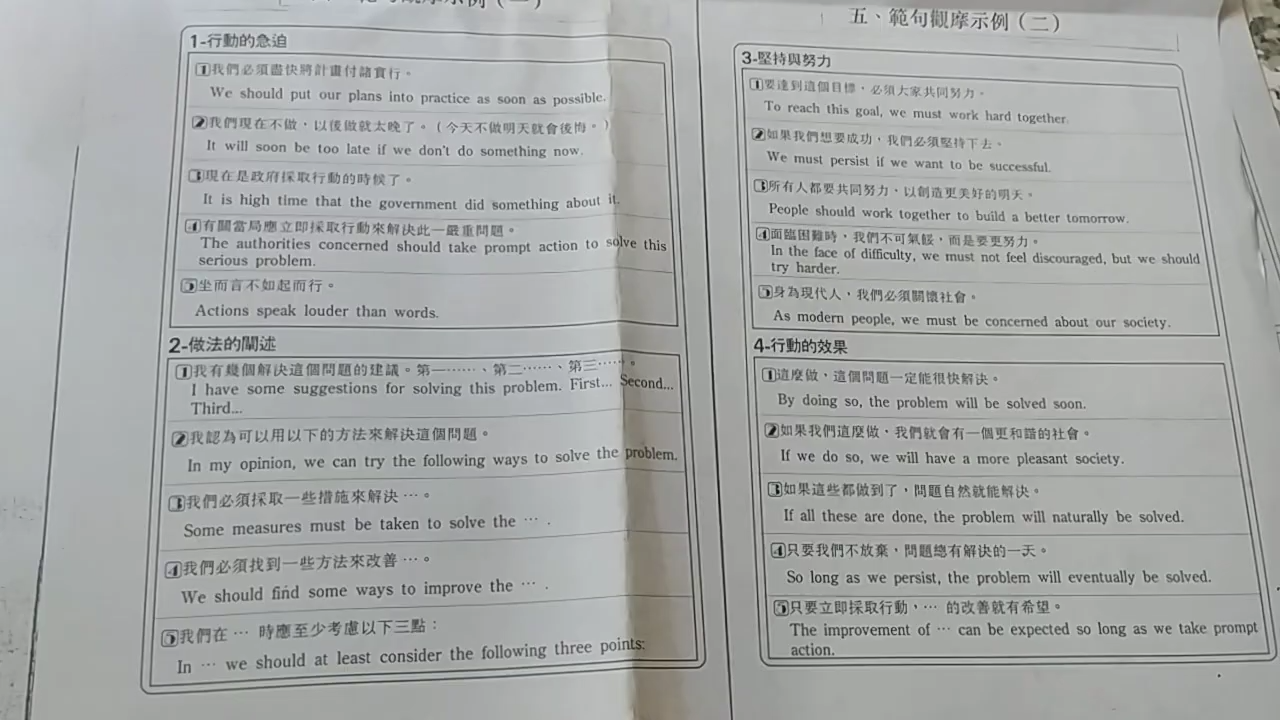 範句觀摩示例(一)
1-行動的急迫
1我們必須盡快將計畫付諸實行。
We should put our plans into practice as soon as possible.
2我們現在不做,以後做就太晚了。(今天不做明天就會後悔。)
It will soon be too late if we don't do something now.
3現在是政府採取行動的時候了。
It is high time that the government did something about it.
4有關當局應立即採取行動來解決此一嚴重問題。
The authorities concerned should take prompt action to solve this
serious problem.
5坐而言不如起而行。
Actions speak louder than words.
2-做法的闡述
1我有幾個解決這個問題的建議。第一……、第二……、第三……。
I have some suggestions for solving this problem. First... Second...
Third...
2我認為可以用以下的方法來解決這個問題。
In my opinion, we can try the following ways to solve the problem.
3我們必須採取一些措施來解決…。
Some measures must be taken to solve the … .
4我們必須找到一些方法來改善…。
We should find some ways to improve the … .
5我們在…時應至少考慮以下三點:
In … we should at least consider the following three points:
五、範句觀摩示例(二)
3-堅持與努力
1要達到這個目標,必須大家共同努力。
To reach this goal, we must work hard together.
2如果我們想要成功,我們必須堅持下去。
We must persist if we want to be successful.
3所有人都要共同努力,以創造更美好的明天。
People should work together to build a better tomorrow.
4面臨困難時,我們不可氣餒,而是要更努力。
In the face of difficulty, we must not feel discouraged, but we should
try harder.
5身為現代人,我們必須關懷社會。
As modern people, we must be concerned about our society.
4-行動的效果
1這麼做,這個問題一定能很快解決。
By doing so, the problem will be solved soon.
2如果我們這麼做,我們就會有一個更和諧的社會。
If we do so, we will have a more pleasant society.
3如果這些都做到了,問題自然就能解決。
If all these are done, the problem will naturally be solved.
4只要我們不放棄,問題總有解決的一天。
So long as we persist, the problem will eventually be solved.
5只要立即採取行動,…的改善就有希望。
The improvement of … can be expected so long as we take prompt
action.